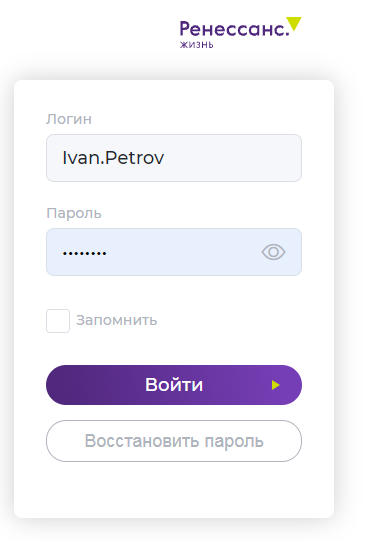 Ренессанс.
жизнь
Логин
Ivan.Petrov
Пароль
••••••••
Запомнить
Войти
Восстановить пароль